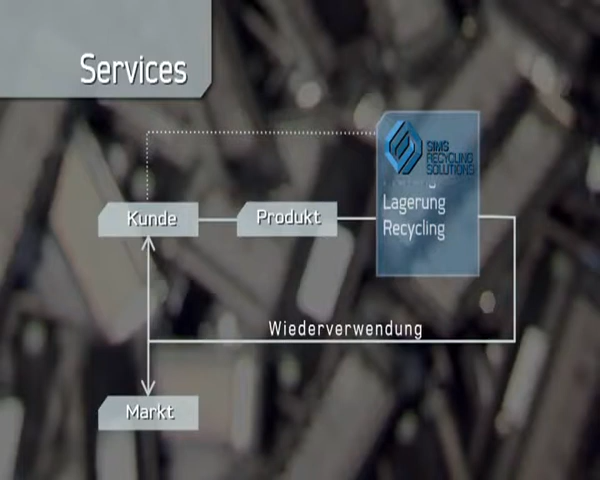 Services
SIMS
RECYCLING
SOLUTIONS
Lagerung
Recycling
Kunde
Produkt
Wiederverwendung
Markt